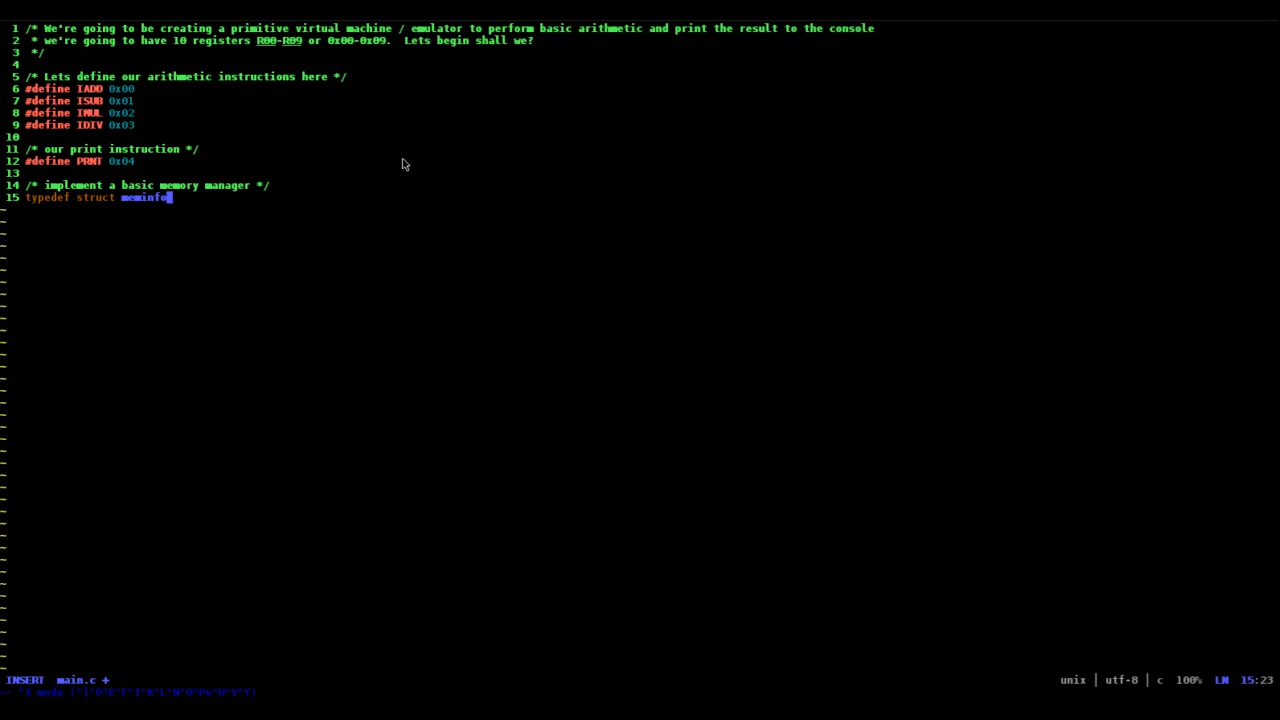 1 /* We're going to be creating a primitive virtual machine / emulator to perform basic arithmetic and print the result to the console
2  * we're going to have 10 registers R00-R09 or 0x00-0x09.  Lets begin shall we?
3  */
4
5 /* Lets define our arithmetic instructions here */
6 #define IADD 0x00
7 #define ISUB 0x01
8 #define IMUL 0x02
9 #define IDIV 0x03
10
11 /* our print instruction */
12 #define PRNT 0x04
13
14 /* implement a basic memory manager */
15 typedef struct meminfo
INSERT  main.c +
unix | utf-8 | c  100%  LN  15:23
-- ^X mode (^]^D^E^F^I^K^L^N^O^Ps^U^V^Y)